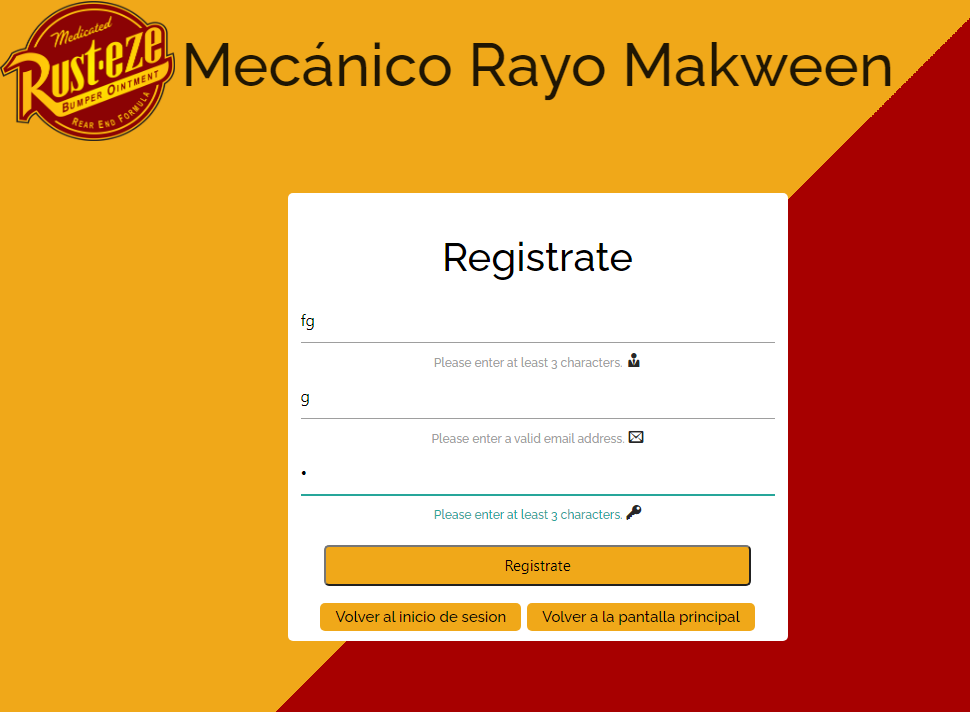 Medicated
Rust-eze
Bumper Ointment
Rear End Formula
Mecánico Rayo Makween
Registrate
fg
Please enter at least 3 characters.
g
Please enter a valid email address.
•
Please enter at least 3 characters.
Registrate
Volver al inicio de sesion Volver a la pantalla principal